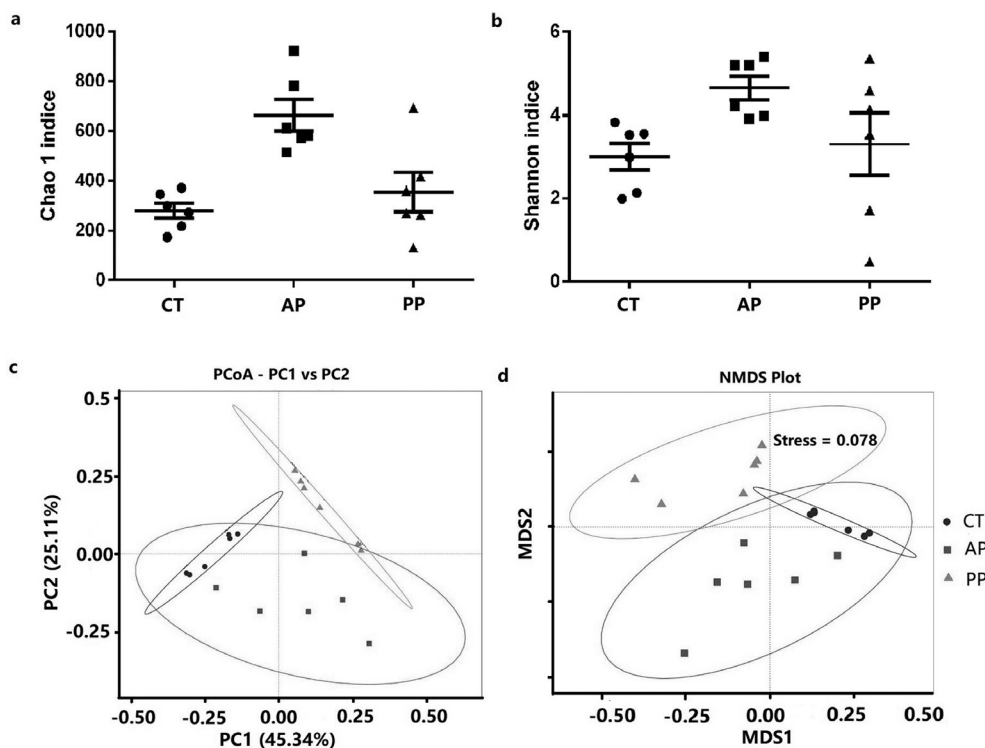 a
Chao 1 indice
1000
800
600
400
200
0
CT AP PP
b
Shannon indice
6
4
2
0
CT AP PP
c
PCoA - PC1 vs PC2
PC2 (25.11%)
0.5
0.25
0.00
-0.25
-0.50 -0.25 0.00 0.25 0.50
PC1 (45.34%)
d
NMDS Plot
Stress = 0.078
MDS2
-0.50 -0.25 0.00 0.25 0.50
MDS1
CT
AP
PP